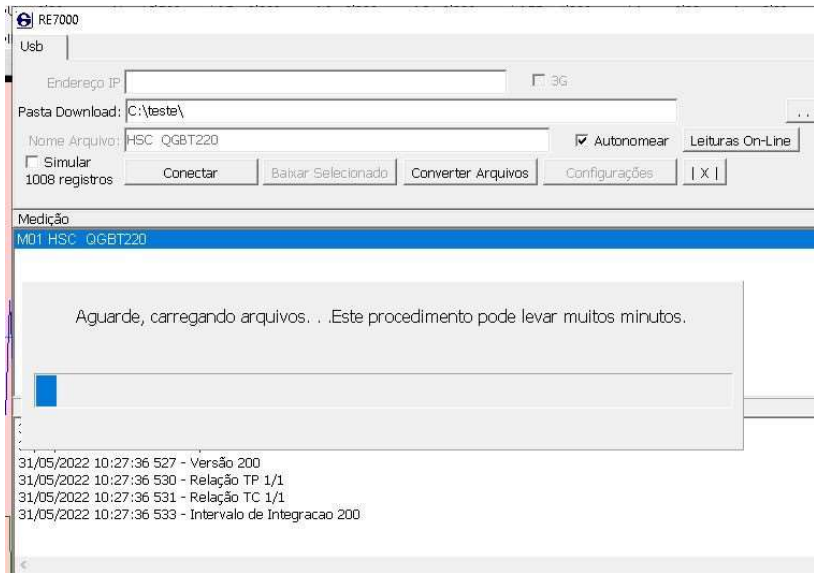 RE7000
Usb
Endereço IP
3G
Pasta Download: C:\teste\ ..
Nome Arquivo: HSC QGBT220 Autonomear Leituras On-Line
Simular
1008 registros Conectar Baixar Selecionado Converter Arquivos Configurações | X |
Medição
M01 HSC QGBT220
Aguarde, carregando arquivos. . .Este procedimento pode levar muitos minutos.
31/05/2022 10:27:36 527 - Versão 200
31/05/2022 10:27:36 530 - Relação TP 1/1
31/05/2022 10:27:36 531 - Relação TC 1/1
31/05/2022 10:27:36 533 - Intervalo de Integracao 200